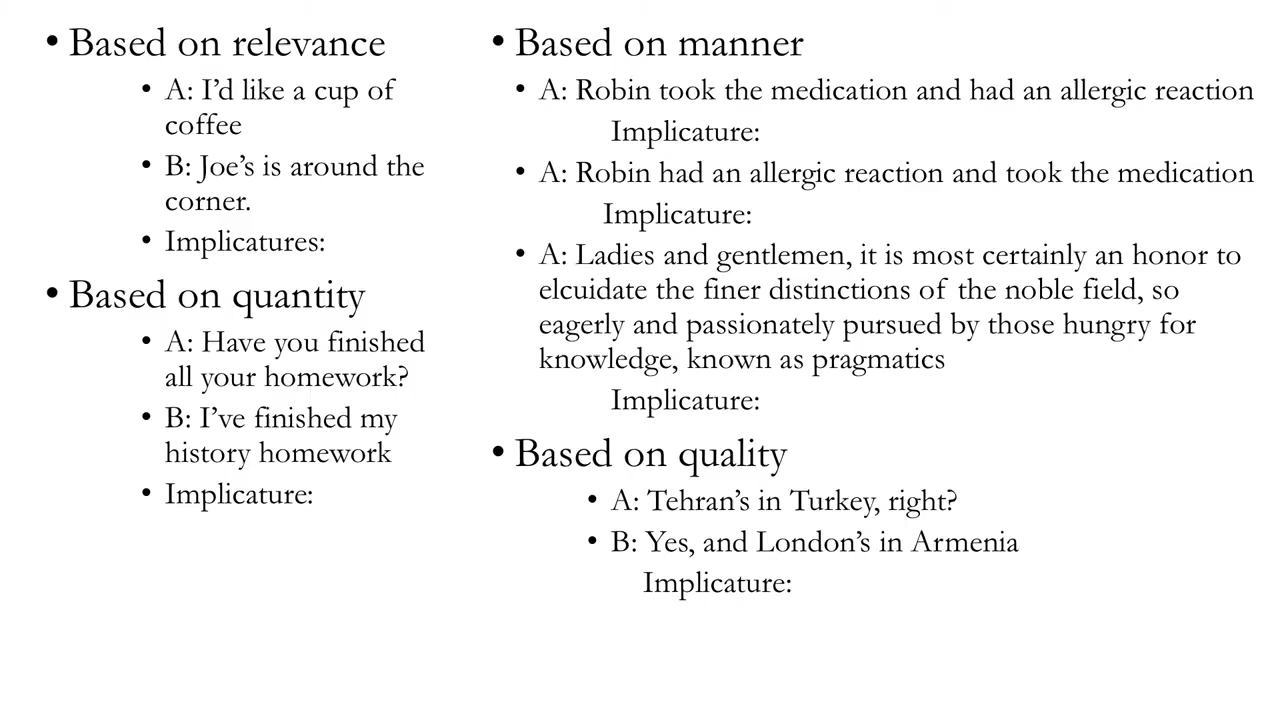 • Based on relevance
• A: I’d like a cup of
coffee
• B: Joe’s is around the
corner.
• Implicatures:
• Based on quantity
• A: Have you finished
all your homework?
• B: I’ve finished my
history homework
• Implicature:
• Based on manner
• A: Robin took the medication and had an allergic reaction
Implicature:
• A: Robin had an allergic reaction and took the medication
Implicature:
• A: Ladies and gentlemen, it is most certainly an honor to
elcuidate the finer distinctions of the noble field, so
eagerly and passionately pursued by those hungry for
knowledge, known as pragmatics
Implicature:
• Based on quality
• A: Tehran’s in Turkey, right?
• B: Yes, and London’s in Armenia
Implicature: